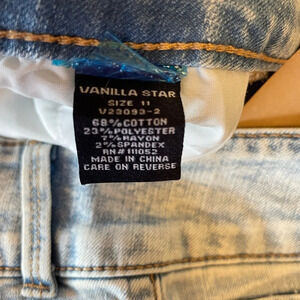 VANILLA STAR
SIZE 11
V23093-2
68% COTTON
23% POLYESTER
7% RAYON
2% SPANDEX
RN# 111052
MADE IN CHINA
CARE ON REVERSE